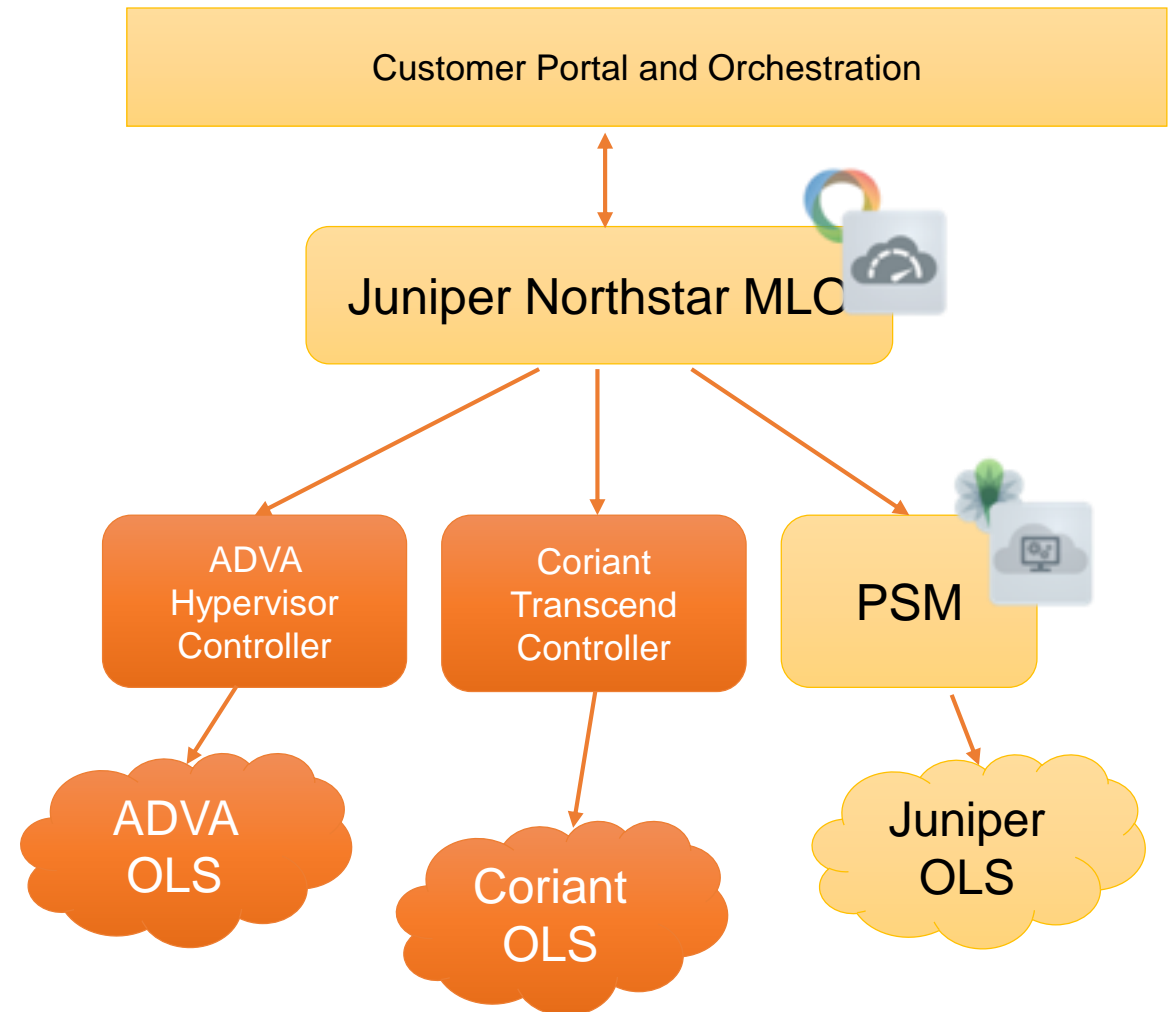 Customer Portal and Orchestration
Juniper Northstar MLO
ADVA
Hypervisor
Controller
Coriant
Transcend
Controller
PSM
ADVA
OLS
Coriant
OLS
Juniper
OLS